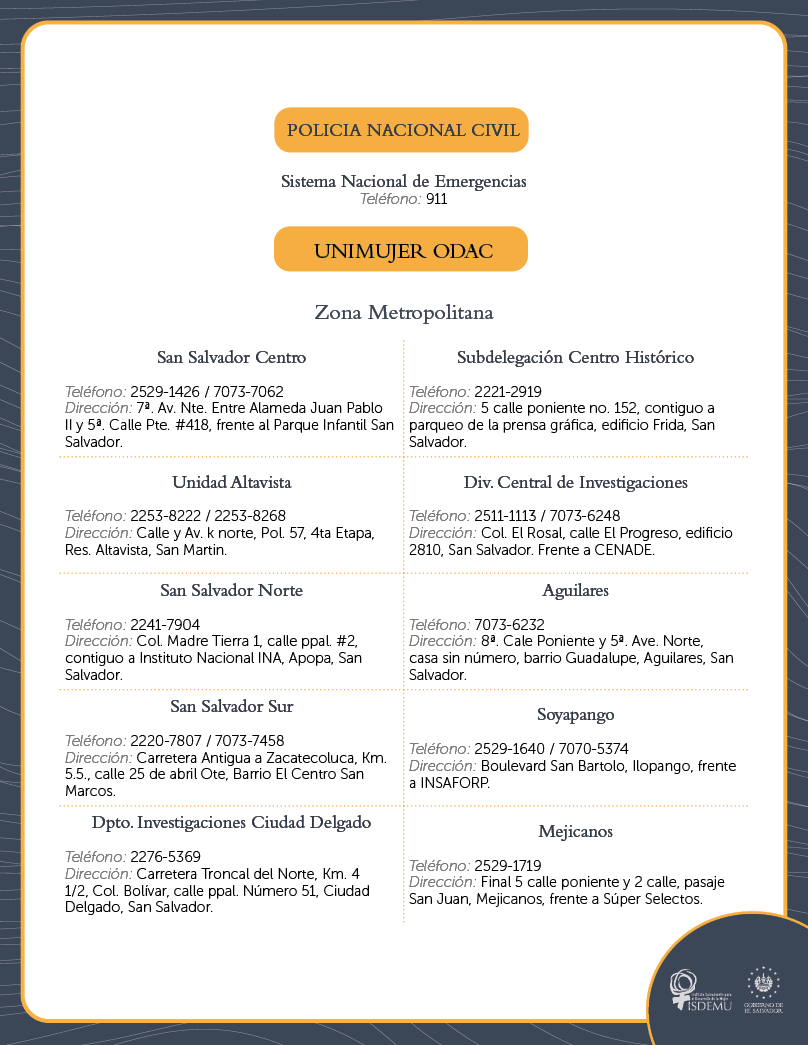 POLICIA NACIONAL CIVIL
Sistema Nacional de Emergencias
Teléfono: 911
UNIMUJER ODAC
Zona Metropolitana
San Salvador Centro
Teléfono: 2529-1426 / 7073-7062
Dirección: 7ª. Av. Nte. Entre Alameda Juan Pablo
II y 5ª. Calle Pte. #418, frente al Parque Infantil San
Salvador.
Subdelegación Centro Histórico
Teléfono: 2221-2919
Dirección: 5 calle poniente no. 152, contiguo a
parqueo de la prensa gráfica, edificio Frida, San
Salvador.
Unidad Altavista
Teléfono: 2253-8222 / 2253-8268
Dirección: Calle y Av. k norte, Pol. 57, 4ta Etapa,
Res. Altavista, San Martin.
Div. Central de Investigaciones
Teléfono: 2511-1113 / 7073-6248
Dirección: Col. El Rosal, calle El Progreso, edificio
2810, San Salvador. Frente a CENADE.
San Salvador Norte
Teléfono: 2241-7904
Dirección: Col. Madre Tierra 1, calle ppal. #2,
contiguo a Instituto Nacional INA, Apopa, San
Salvador.
Aguilares
Teléfono: 7073-6232
Dirección: 8ª. Cale Poniente y 5ª. Ave. Norte,
casa sin número, barrio Guadalupe, Aguilares, San
Salvador.
San Salvador Sur
Teléfono: 2220-7807 / 7073-7458
Dirección: Carretera Antigua a Zacatecoluca, Km.
5.5., calle 25 de abril Ote, Barrio El Centro San
Marcos.
Soyapango
Teléfono: 2529-1640 / 7070-5374
Dirección: Boulevard San Bartolo, Ilopango, frente
a INSAFORP.
Dpto. Investigaciones Ciudad Delgado
Teléfono: 2276-5369
Dirección: Carretera Troncal del Norte, Km. 4
1/2, Col. Bolívar, calle ppal. Número 51, Ciudad
Delgado, San Salvador.
Mejicanos
Teléfono: 2529-1719
Dirección: Final 5 calle poniente y 2 calle, pasaje
San Juan, Mejicanos, frente a Súper Selectos.
ISDEMU
GOBIERNO DE
EL SALVADOR